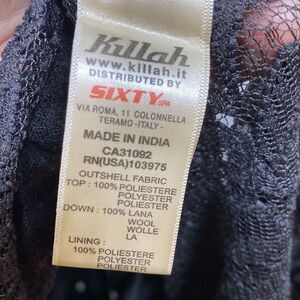 Killah
www.killah.it
DISTRIBUTED BY
SIXTY SPA
VIA ROMA, 11 COLONNELLA
TERAMO -ITALY-
MADE IN INDIA
CA31092
RN(USA)103975
OUTSHELL FABRIC
TOP : 100% POLIESTERE
POLYESTER
POLIESTER
DOWN : 100% LANA
WOOL
WOLLE
LA
LINING :
100% POLIESTERE
POLYESTER
POLIESTER